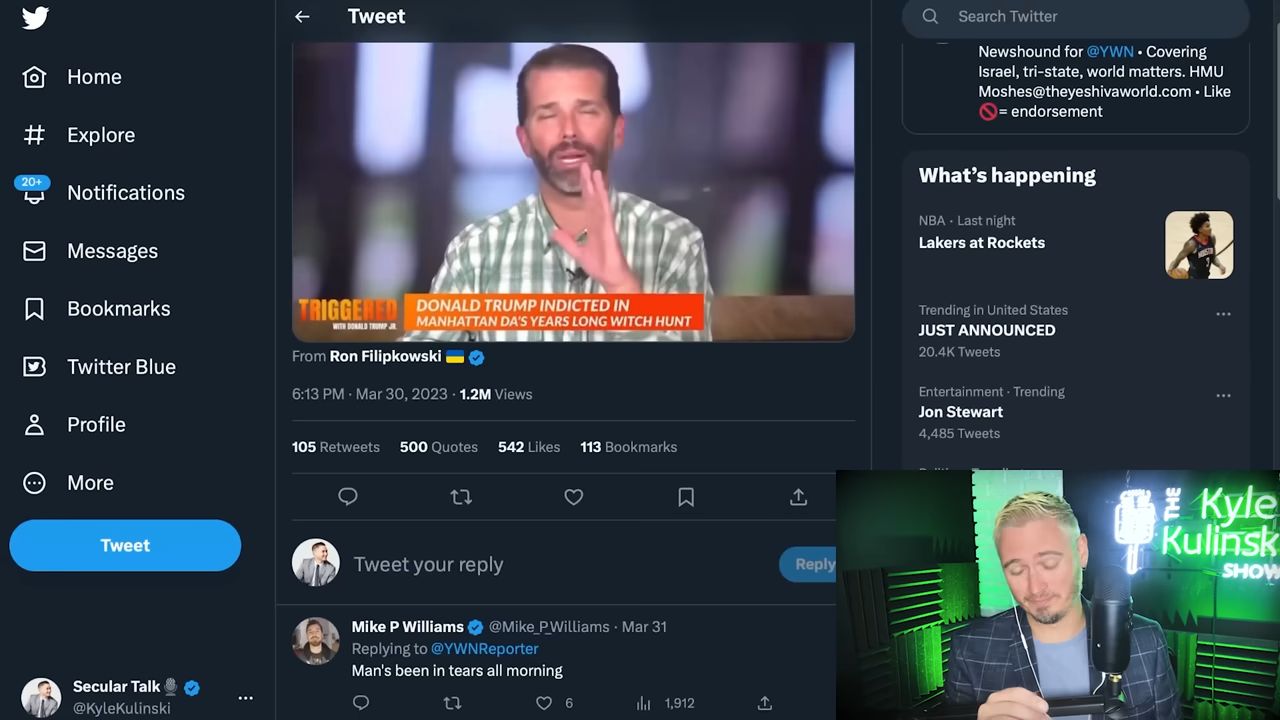 Home
Explore
20+
Notifications
Messages
Bookmarks
Twitter Blue
Profile
More
Tweet
Secular Talk
@KyleKulinski
Tweet
TRIGGERED
WITH DONALD TRUMP JR.
DONALD TRUMP INDICTED IN
MANHATTAN DA'S YEARS LONG WITCH HUNT
From Ron Filipkowski
6:13 PM · Mar 30, 2023 · 1.2M Views
105 Retweets 500 Quotes 542 Likes 113 Bookmarks
Tweet your reply
Reply
Mike P Williams @Mike_P_Williams · Mar 31
Replying to @YWNReporter
Man's been in tears all morning
6 1,912
Search Twitter
Newshound for @YWN • Covering
Israel, tri-state, world matters. HMU
Moshes@theyeshivaworld.com • Like
🚫= endorsement
What's happening
NBA · Last night
Lakers at Rockets
Trending in United States
JUST ANNOUNCED
20.4K Tweets
Entertainment · Trending
Jon Stewart
4,485 Tweets
THE
Kyle
Kulinsk
SHOW